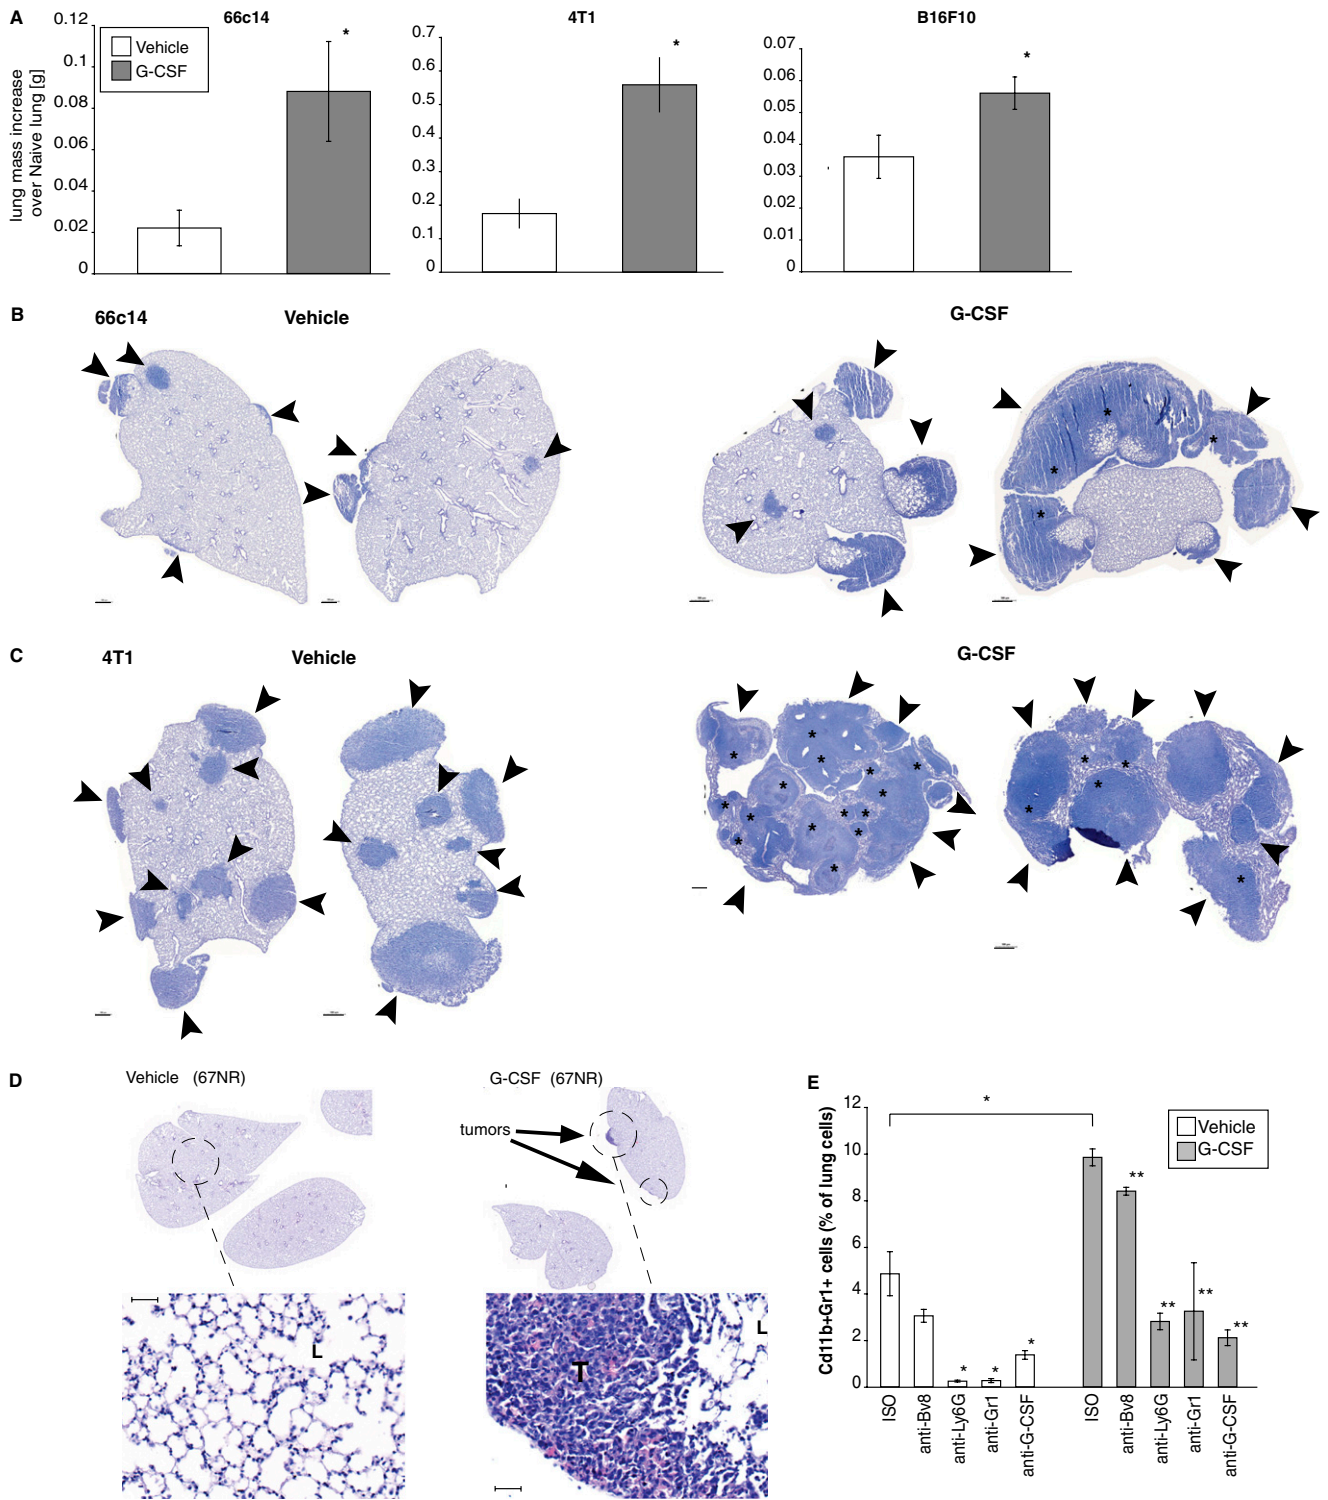 A
66c14
4T1
B16F10
lung mass increase
over Naive lung [g]
0.12
0.1
0.08
0.06
0.04
0.02
0
Vehicle
G-CSF
*
0.7
0.6
0.5
0.4
0.3
0.2
0.1
0
*
0.07
0.06
0.05
0.04
0.03
0.02
0.01
0
*
B
66c14
Vehicle
G-CSF
*
*
*
*
C
4T1
Vehicle
G-CSF
* * * * * * * * * * * * * * *
* * * * *
D
Vehicle (67NR)
G-CSF (67NR)
tumors
L
T
L
E
Cd11b+Gr1+ cells (% of lung cells)
12
10
8
6
4
2
0
Vehicle
G-CSF
*
* * *
** ** ** **
ISO
anti-Bv8
anti-Ly6G
anti-Gr1
anti-G-CSF
ISO
anti-Bv8
anti-Ly6G
anti-Gr1
anti-G-CSF